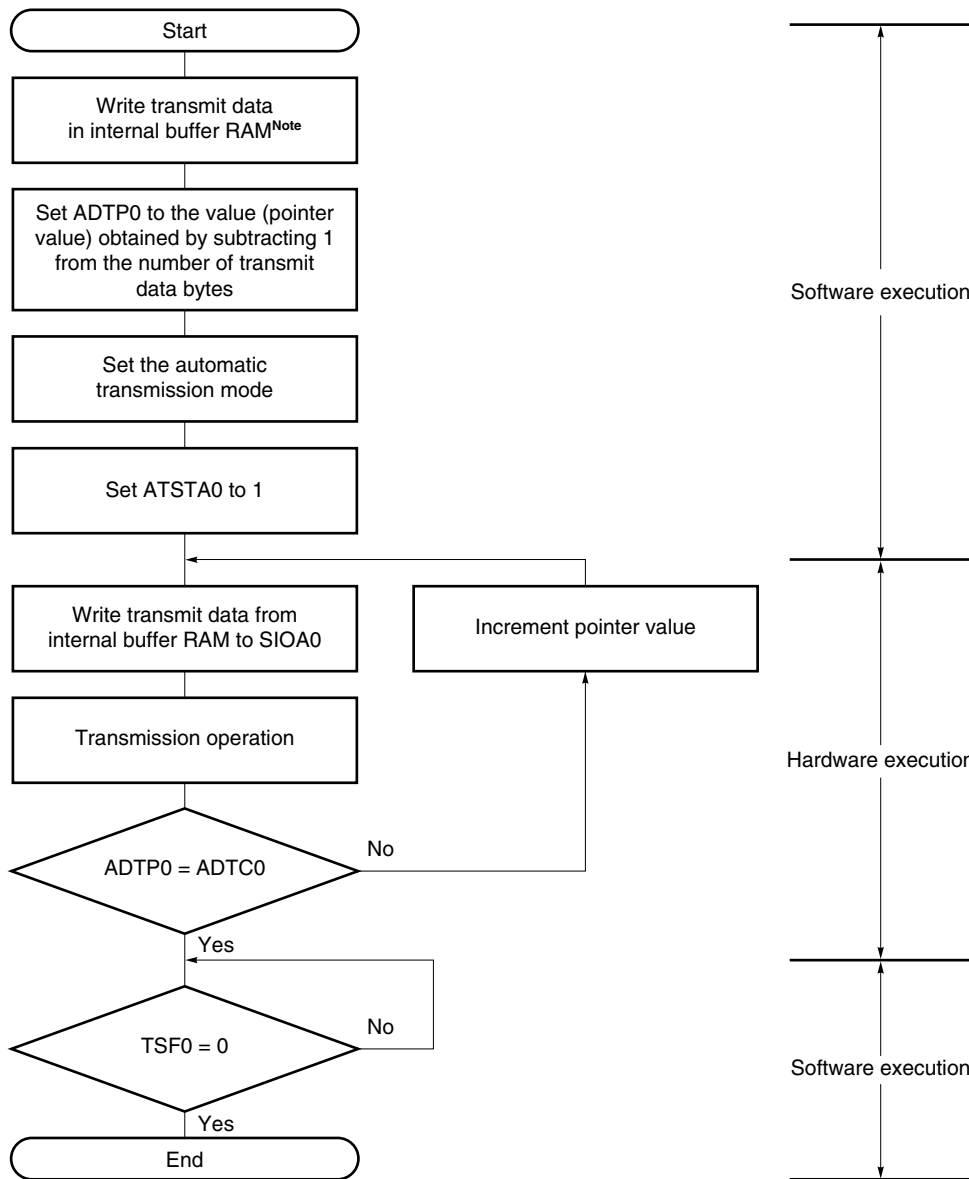 Start
Write transmit data
in internal buffer RAMNote
Set ADTP0 to the value (pointer
value) obtained by subtracting 1
from the number of transmit
data bytes
Software execution
Set the automatic
transmission mode
Set ATSTA0 to 1
Write transmit data from
internal buffer RAM to SIOA0
Increment pointer value
Transmission operation
Hardware execution
ADTP0 = ADTC0
No
Yes
TSF0 = 0
No
Software execution
Yes
End